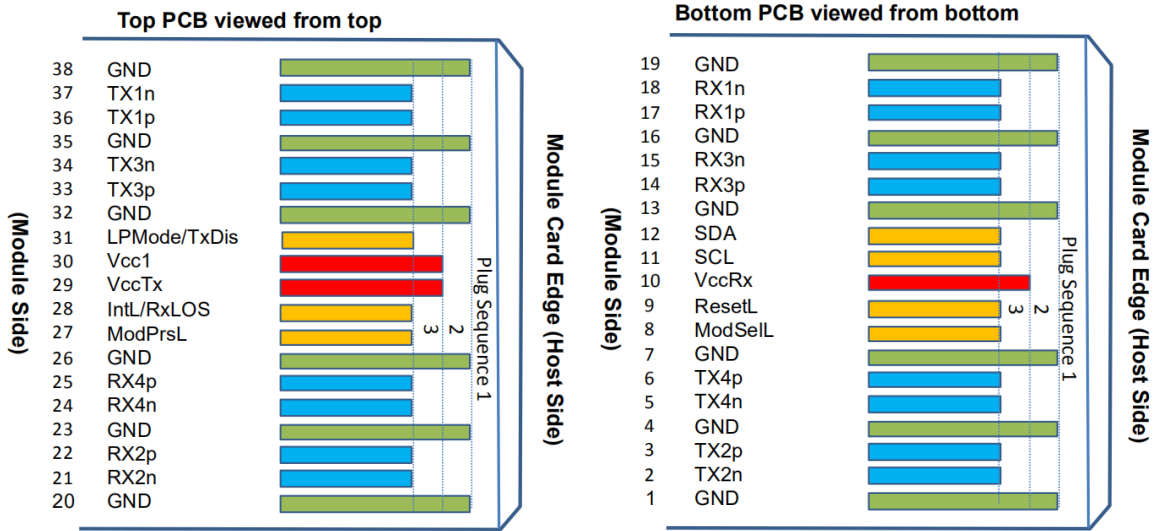 Top PCB viewed from top
38 GND
37 TX1n
36 TX1p
35 GND
34 TX3n
33 TX3p
32 GND
31 LPMode/TxDis
30 Vcc1
29 VccTx
28 IntL/RxLOS
27 ModPrsL
26 GND
25 RX4p
24 RX4n
23 GND
22 RX2p
21 RX2n
20 GND
(Module Side)
3
2
Plug Sequence 1
Module Card Edge (Host Side)
Bottom PCB viewed from bottom
19 GND
18 RX1n
17 RX1p
16 GND
15 RX3n
14 RX3p
13 GND
12 SDA
11 SCL
10 VccRx
9 ResetL
8 ModSelL
7 GND
6 TX4p
5 TX4n
4 GND
3 TX2p
2 TX2n
1 GND
(Module Side)
3
2
Plug Sequence 1
Module Card Edge (Host Side)